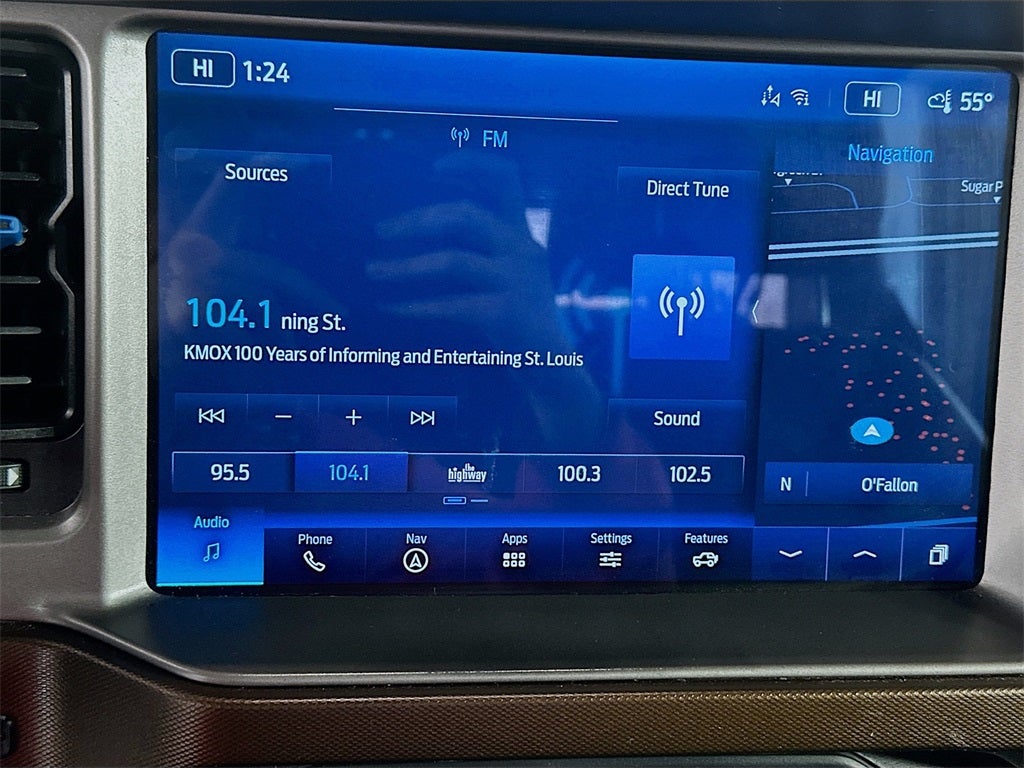 HI 1:24
HI 55°
FM
Navigation
Sources
Direct Tune
Sugar P
104.1 ning St.
KMOX 100 Years of Informing and Entertaining St. Louis
Sound
95.5 104.1 the highway 100.3 102.5
N O'Fallon
Audio Phone Nav Apps Settings Features